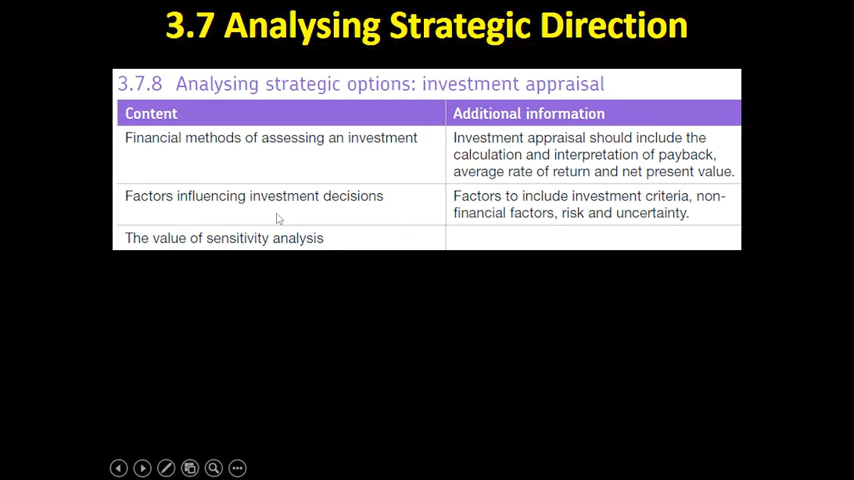 3.7 Analysing Strategic Direction
3.7.8 Analysing strategic options: investment appraisal
Content
Additional information
Financial methods of assessing an investment
Investment appraisal should include the
calculation and interpretation of payback,
average rate of return and net present value.
Factors influencing investment decisions
Factors to include investment criteria, non-
financial factors, risk and uncertainty.
The value of sensitivity analysis